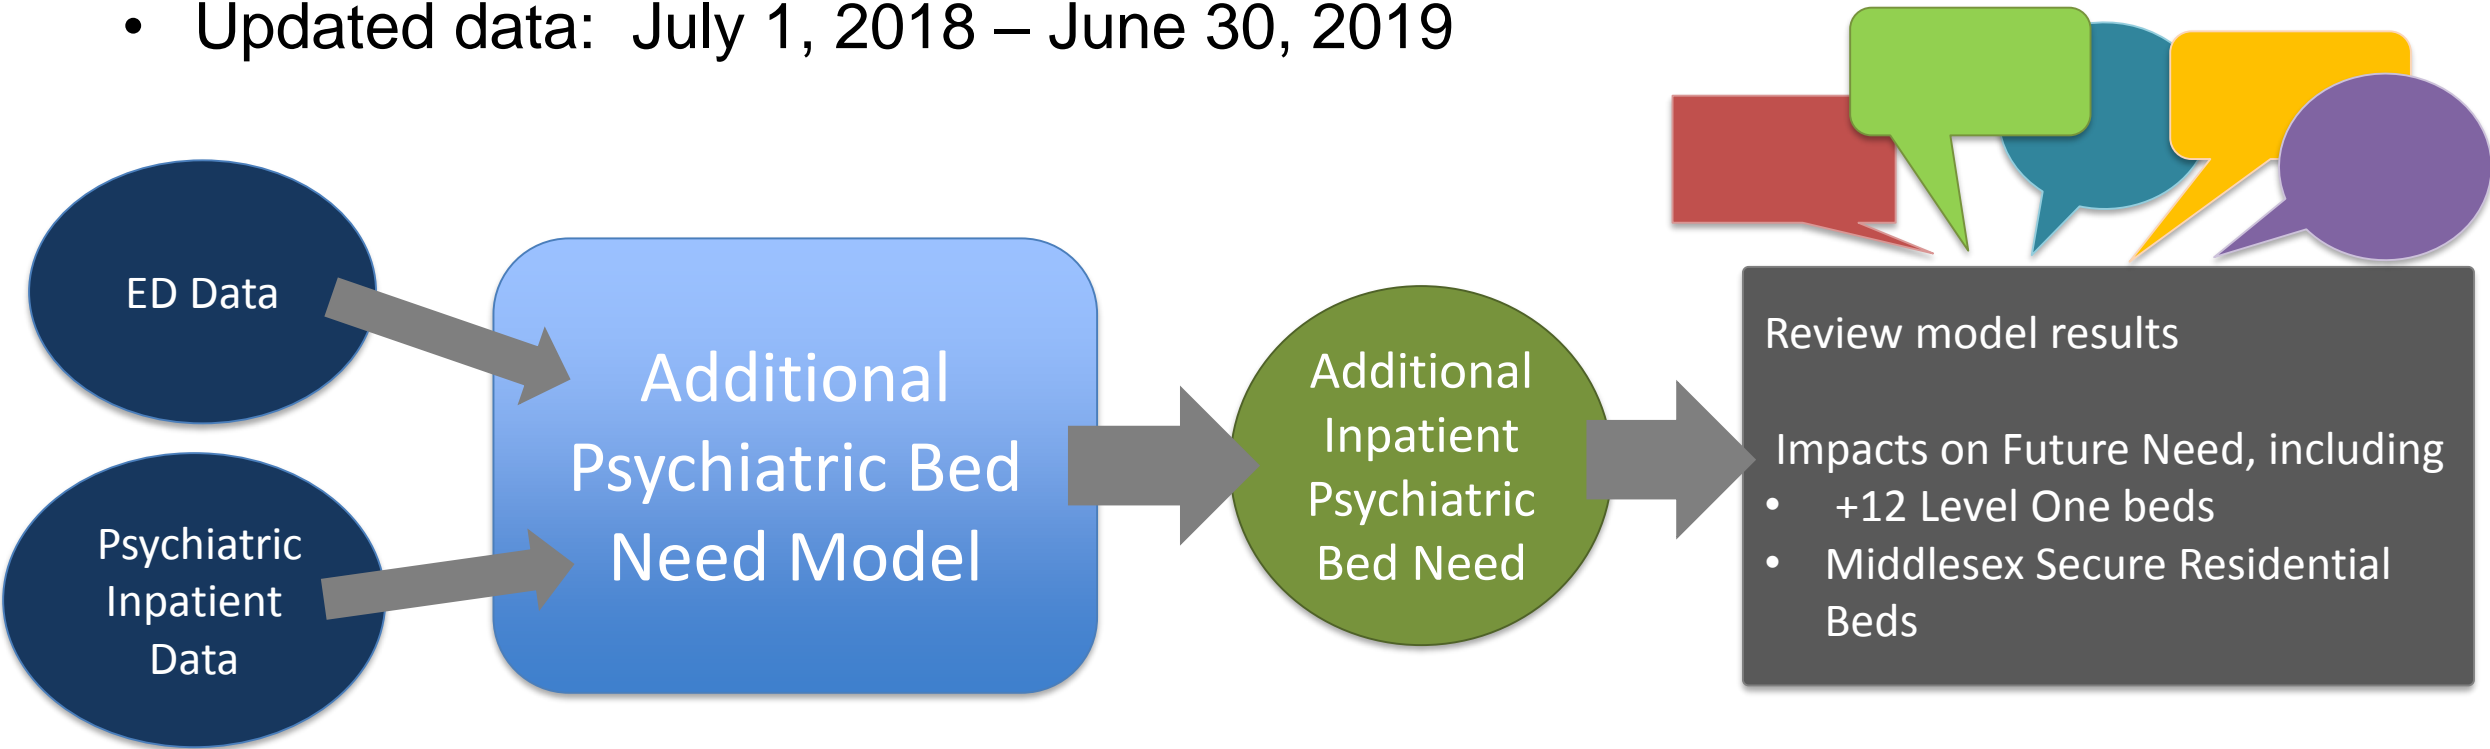 • Updated data: July 1, 2018 – June 30, 2019
ED Data
Psychiatric
Inpatient
Data
Additional
Psychiatric Bed
Need Model
Additional
Inpatient
Psychiatric
Bed Need
Review model results
Impacts on Future Need, including
• +12 Level One beds
• Middlesex Secure Residential
Beds